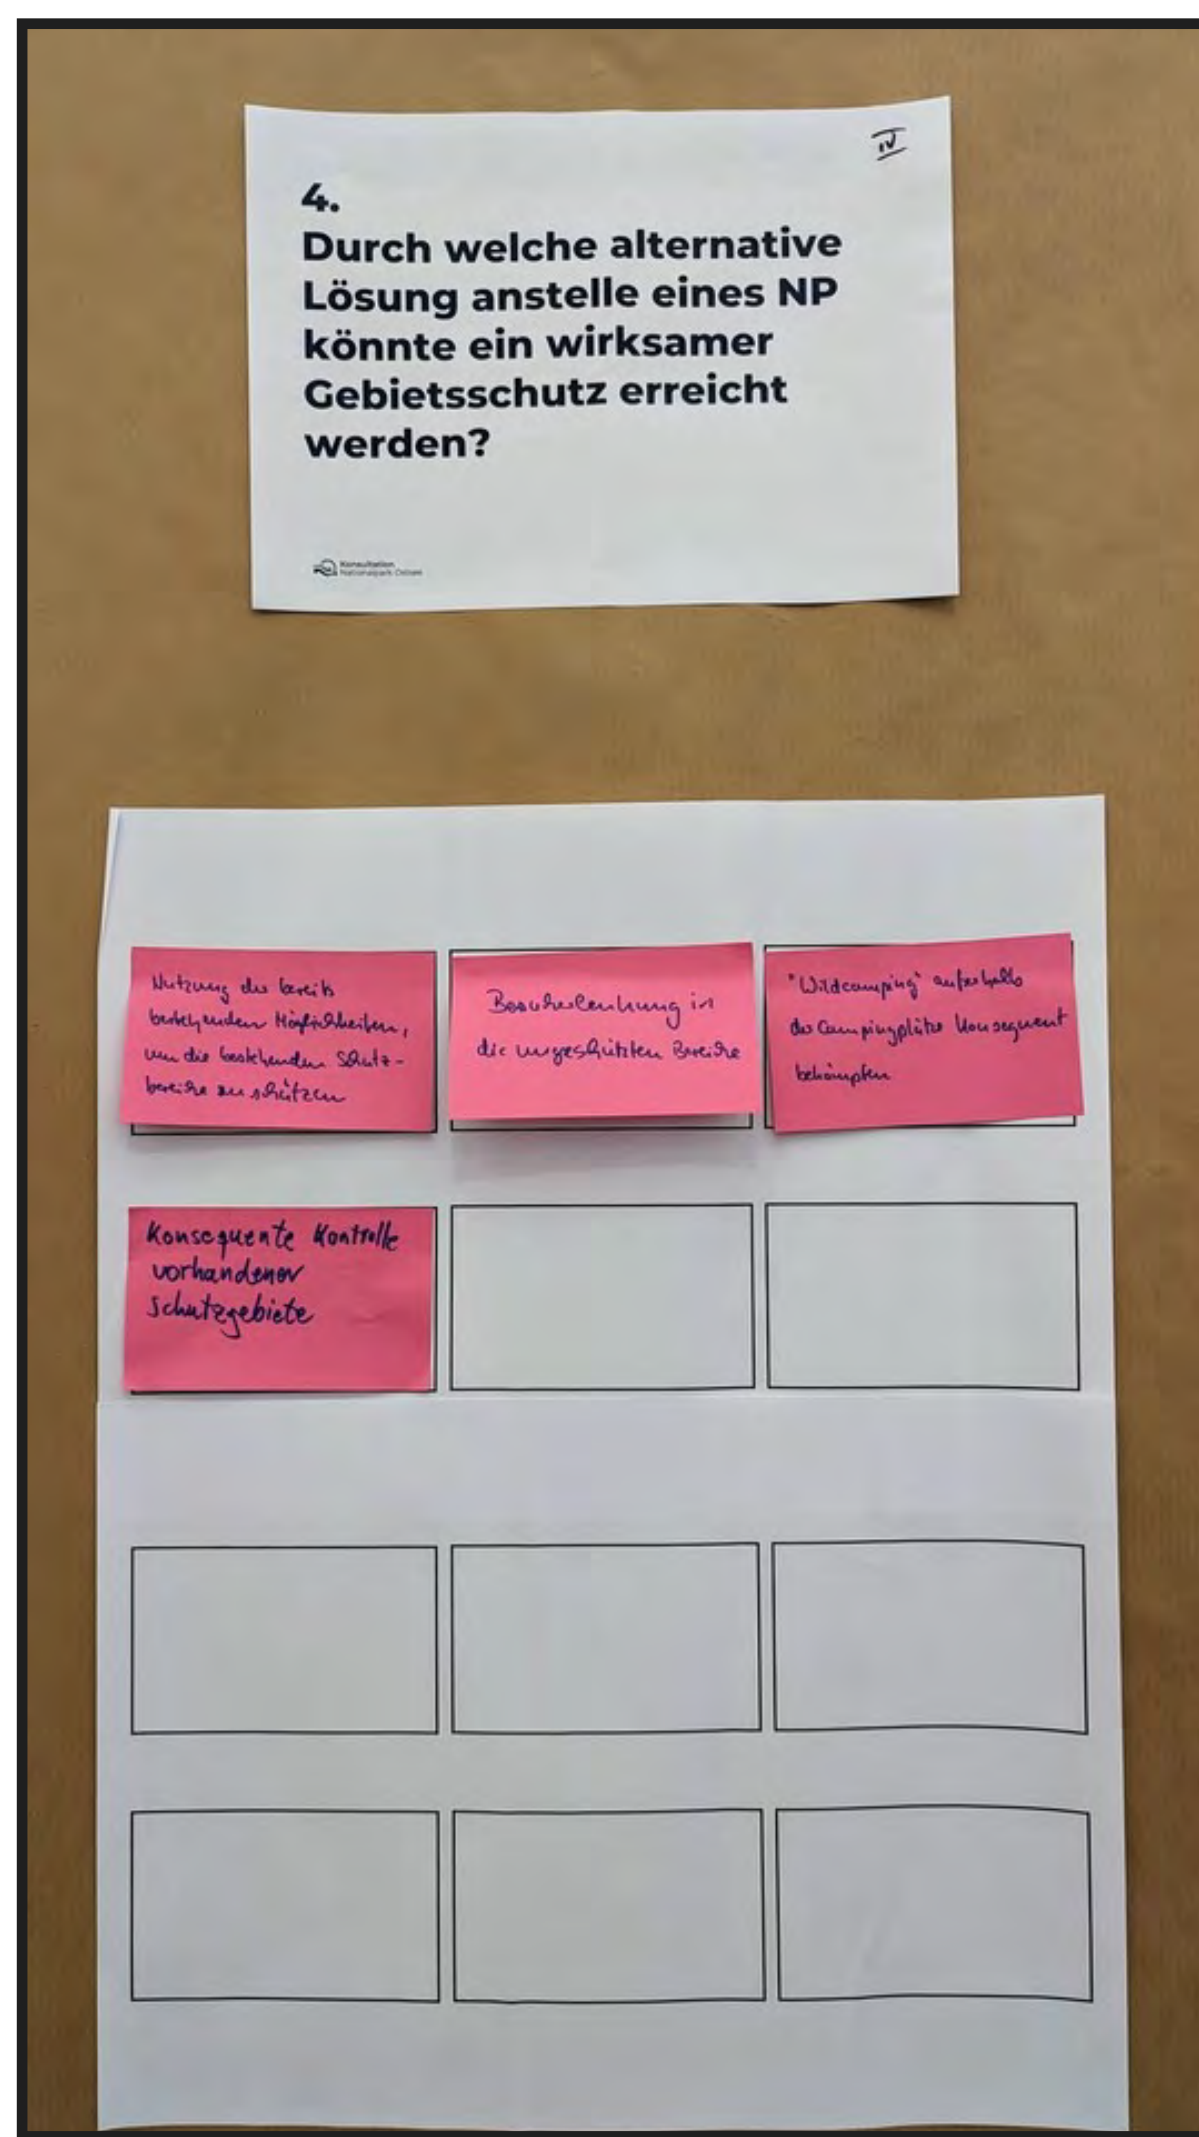 IV
4.
Durch welche alternative
Lösung anstelle eines NP
könnte ein wirksamer
Gebietsschutz erreicht
werden?
Konsultation
Nationalpark Ostsee
Nutzung der bereits
bestehenden Möglichkeiten,
um die bestehenden Schutz-
bereiche zu schützen
Besucherlenkung in
die ungeschützten Bereiche
"Wildcamping" außerhalb
der Campingplätze konsequent
bekämpfen
Konsequente Kontrolle
vorhandener
Schutzgebiete